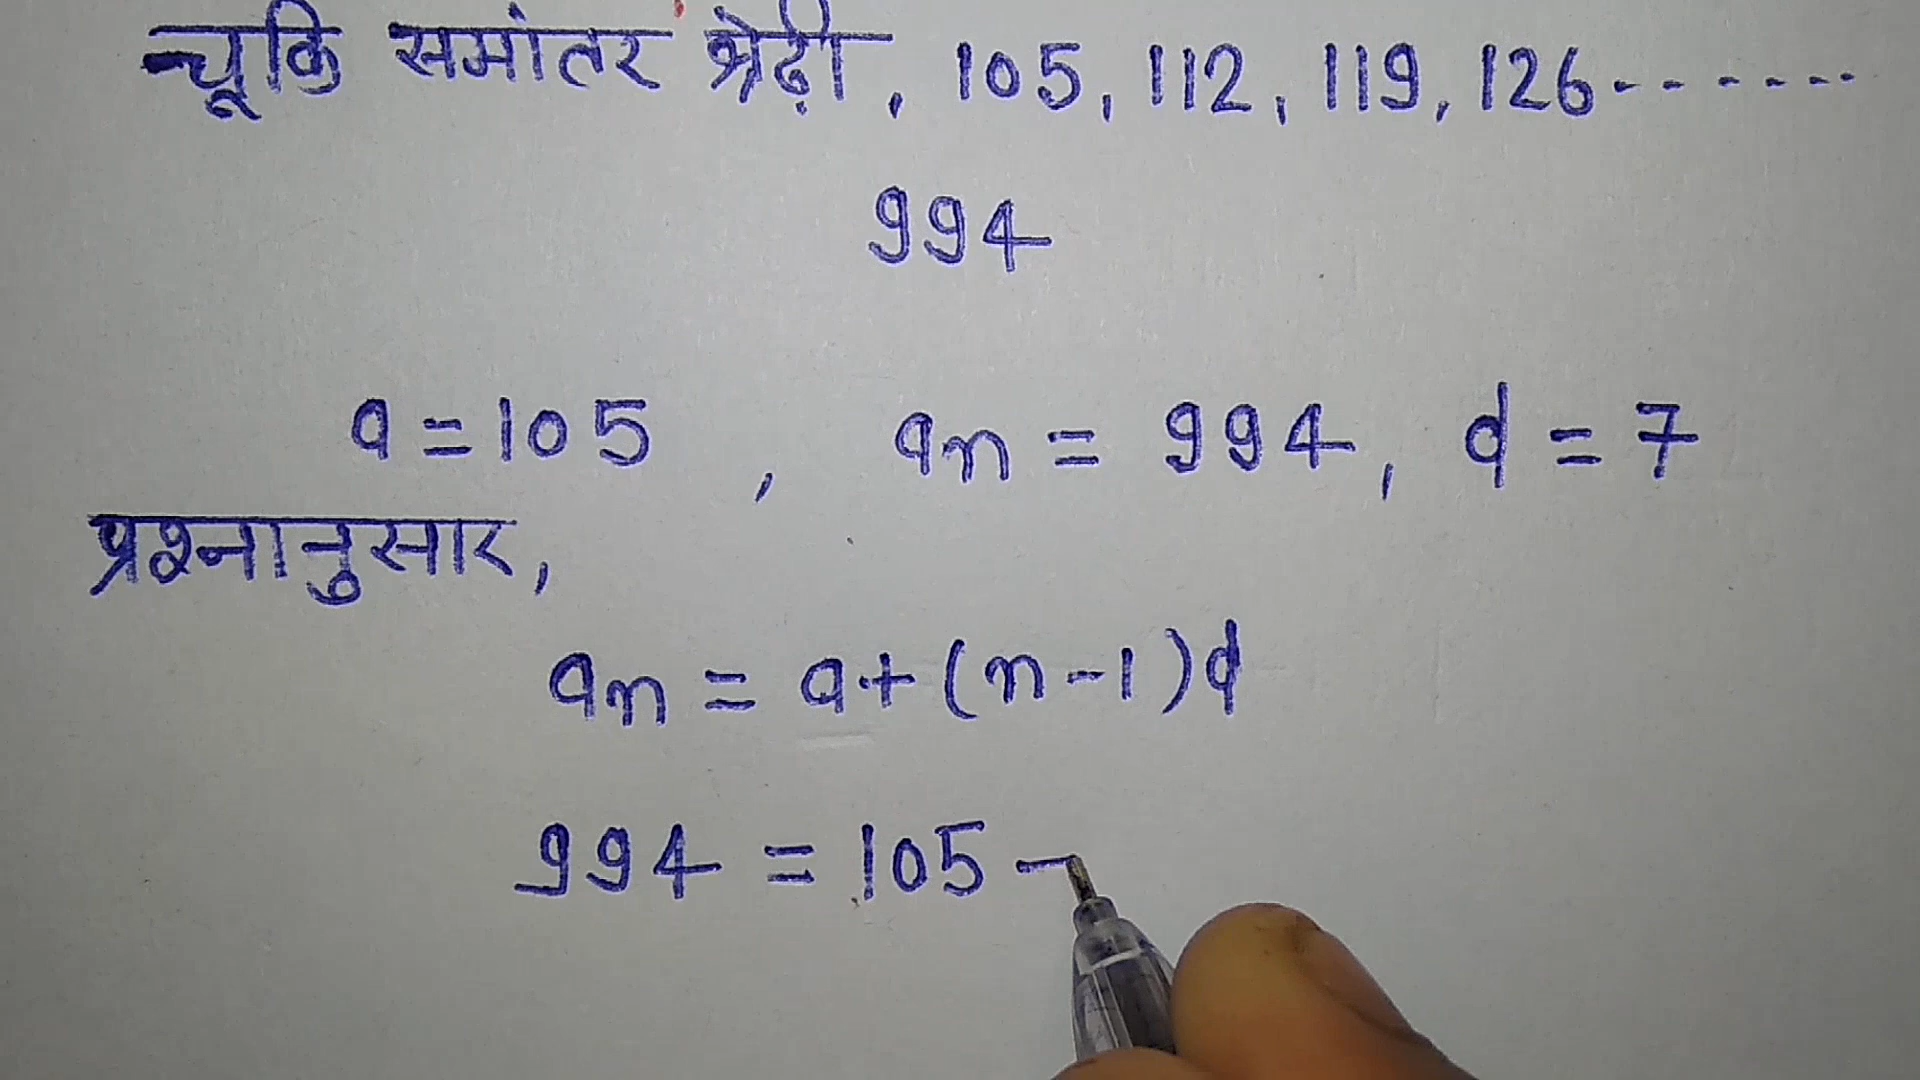 चूकि समांतर श्रेढ़ी, 105, 112, 119, 126-------
994
a = 105 , an = 994, d = 7
प्रश्नानुसार,
an = a + (n-1)d
994 = 105 -